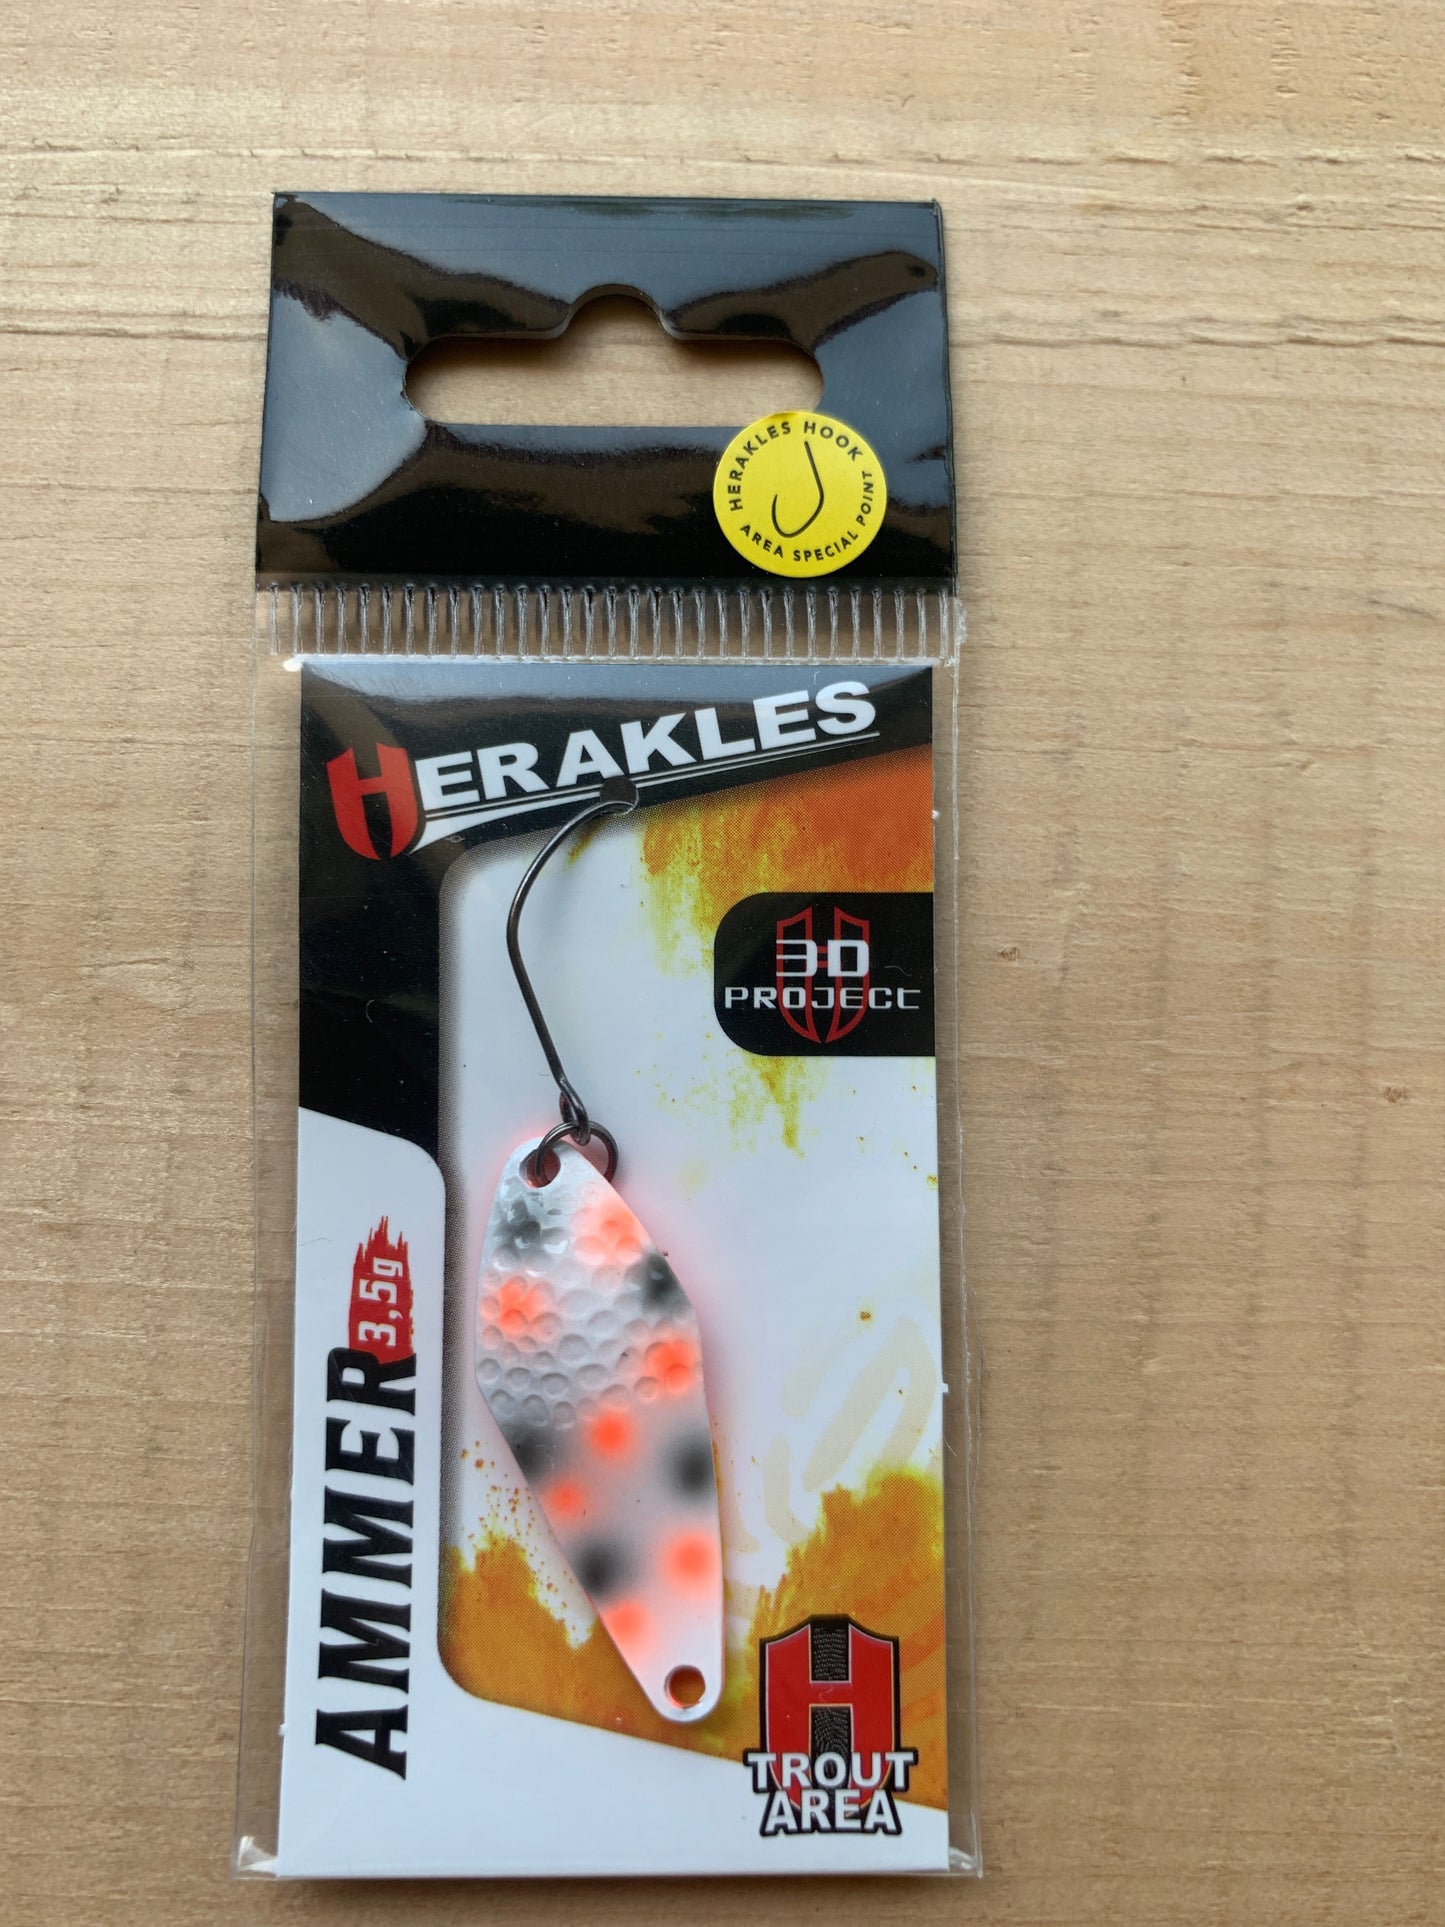 HERAKLES HOOK
AREA SPECIAL POINT
HERAKLES
3D
PROJECT
AMMER 3,5g
TROUT
AREA